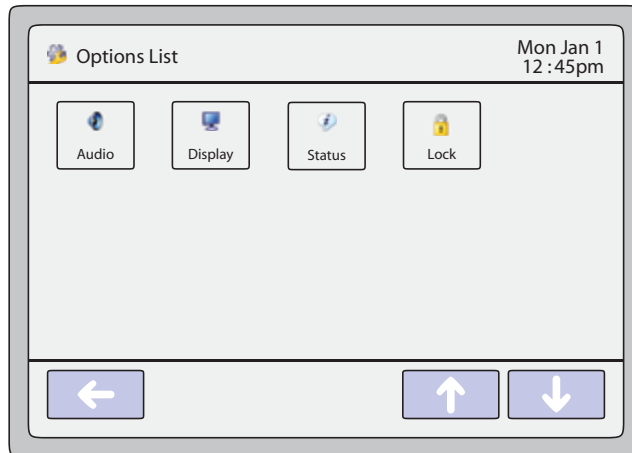 Options List
Mon Jan 1
12:45pm
Audio
Display
Status
Lock